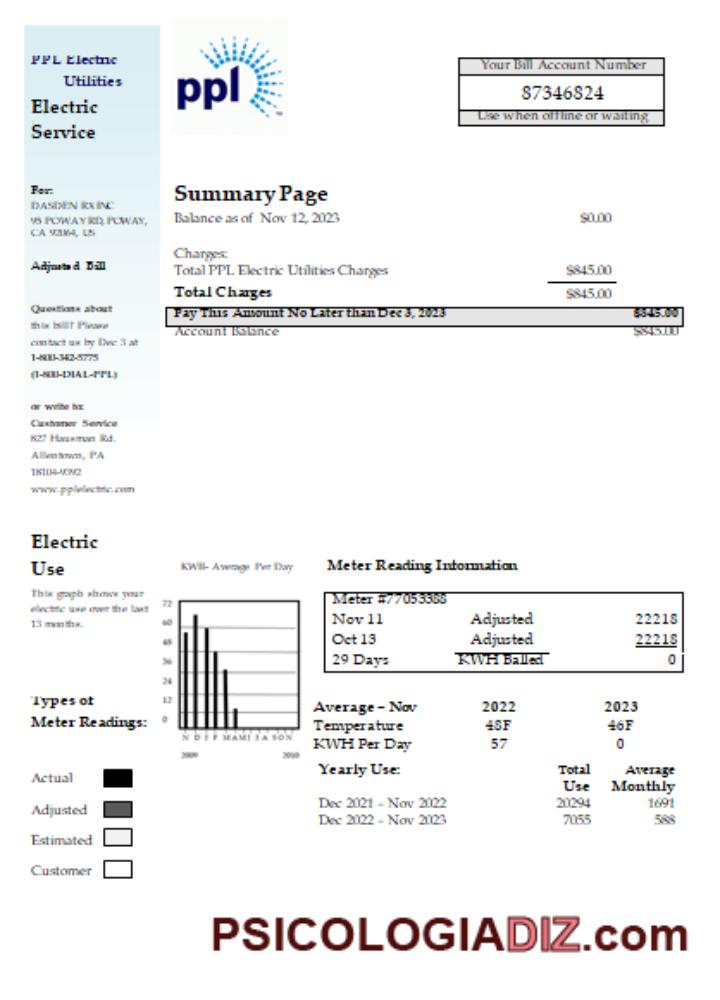 PPL Electric
Utilities
Electric
Service
ppl
Your Bill Account Number
87346824
Use when offline or waiting
For:
DASDEN RX INC
95 POWAY RD, POWAY,
CA 92064, US
Adjusted Bill
Questions about
this bill? Please
contact us by Dec 3 at
1-800-342-5775
(1-800-DIAL-PPL)
or write to:
Customer Service
827 Hausman Rd.
Allentown, PA
18104-9392
www.pplelectric.com
Summary Page
Balance as of Nov 12, 2023 $0.00
Charges:
Total PPL Electric Utilities Charges $845.00
Total Charges $845.00
Pay This Amount No Later than Dec 3, 2023 $845.00
Account Balance $845.00
Electric
Use
This graph shows your
electric use over the last
13 months.
Types of
Meter Readings:
Actual
Adjusted
Estimated
Customer
KWH- Average Per Day
72
60
48
36
24
12
0
N D J F M A M J J A S O N
2009 2010
Meter Reading Information
Meter #77053388
Nov 11 Adjusted 22218
Oct 13 Adjusted 22218
29 Days KWH Balled 0
Average – Nov 2022 2023
Temperature 48F 46F
KWH Per Day 57 0
Yearly Use: Total Average
Use Monthly
Dec 2021 – Nov 2022 20294 1691
Dec 2022 – Nov 2023 7055 588
PSICOLOGIADIZ.com